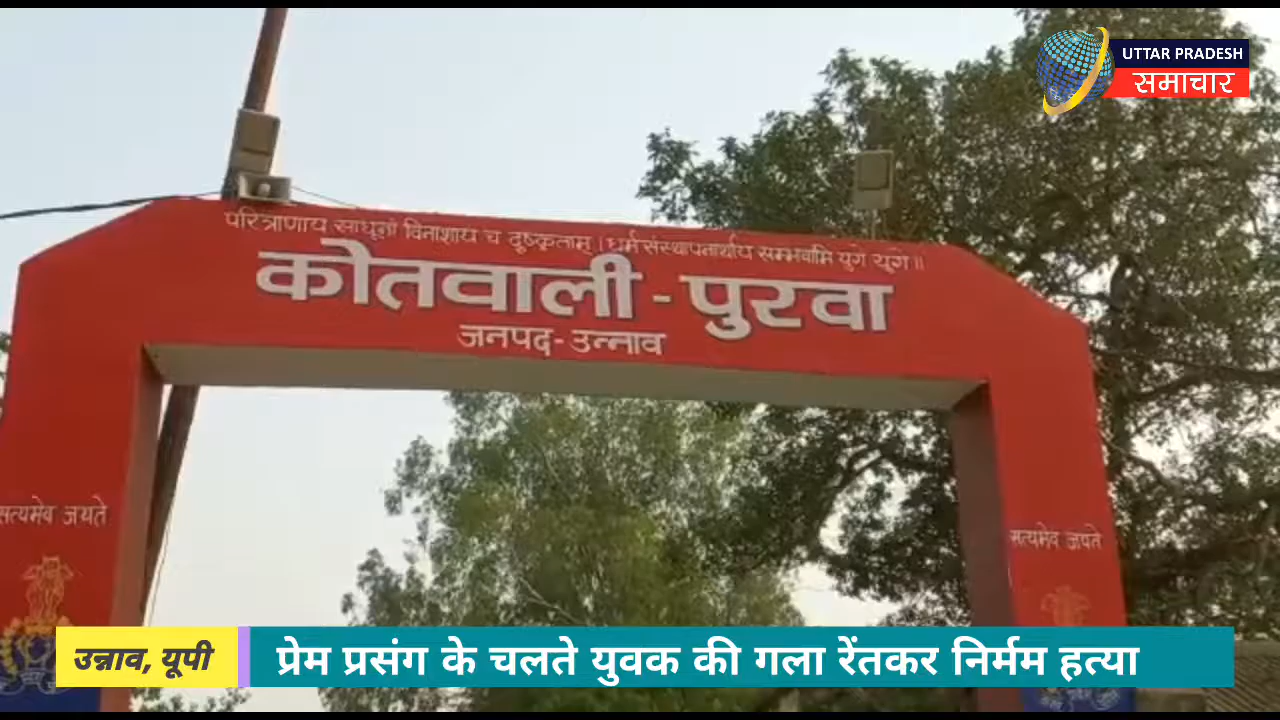 UTTAR PRADESH
समाचार
परित्राणाय साधूनां विनाशाय च दुष्कृताम् । धर्मसंस्थापनार्थाय सम्भवामि युगे युगे ॥
कोतवाली - पुरवा
जनपद - उन्नाव
सत्यमेव जयते
सत्यमेव जयते
उन्नाव, यूपी
प्रेम प्रसंग के चलते युवक की गला रेंतकर निर्मम हत्या